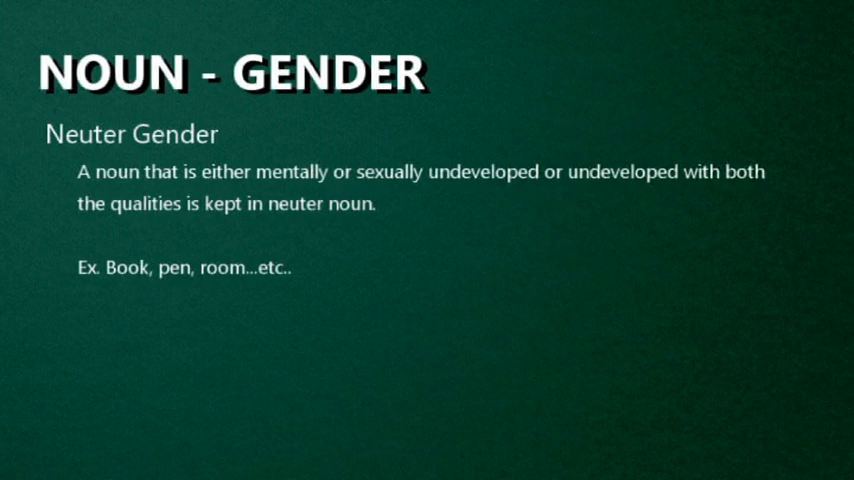 NOUN - GENDER
Neuter Gender
A noun that is either mentally or sexually undeveloped or undeveloped with both
the qualities is kept in neuter noun.
Ex. Book, pen, room...etc..